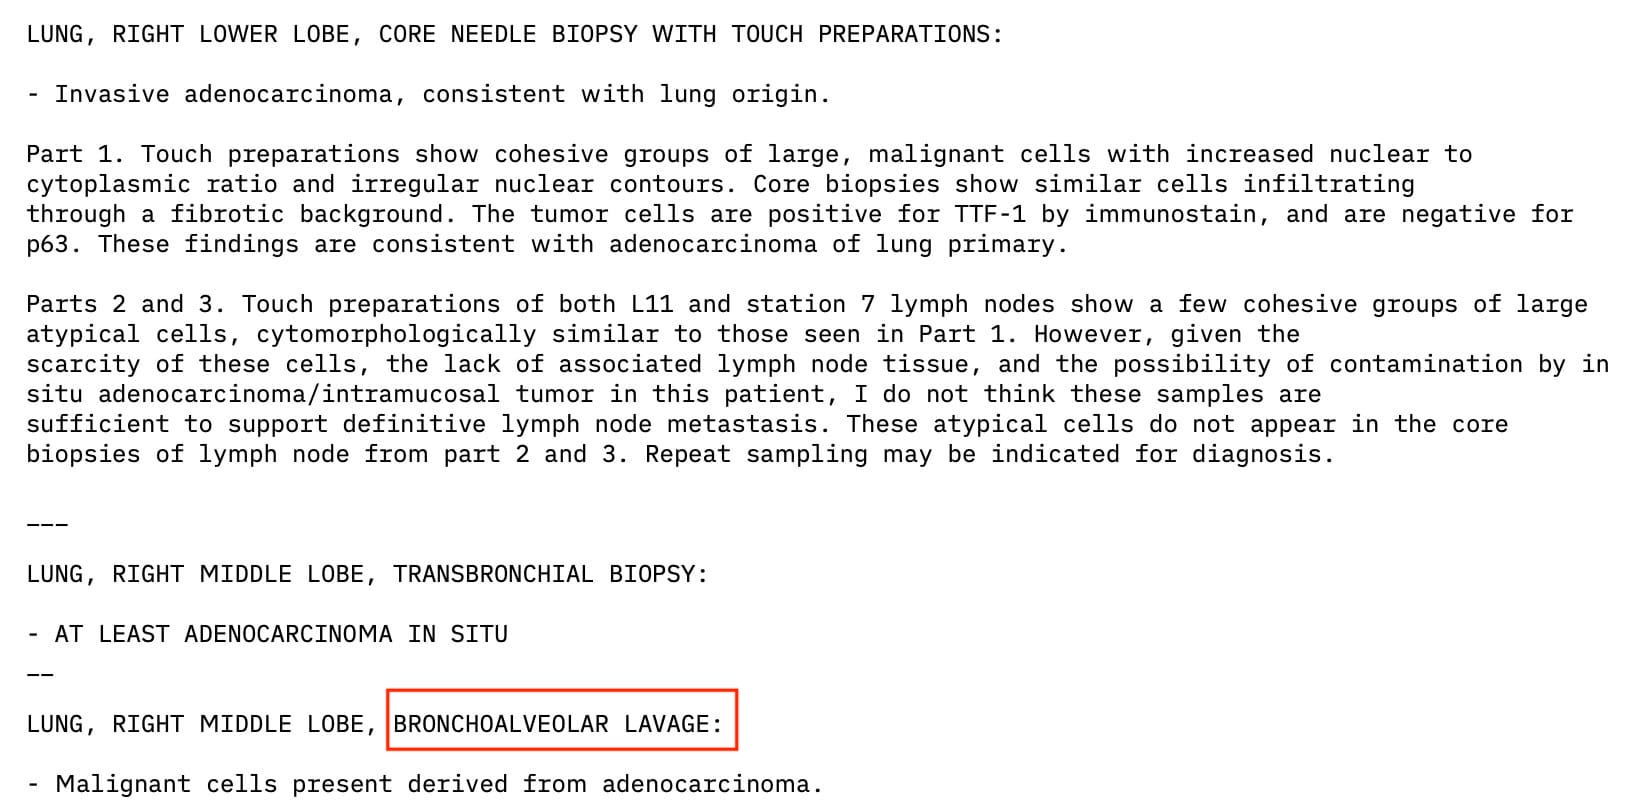 LUNG, RIGHT LOWER LOBE, CORE NEEDLE BIOPSY WITH TOUCH PREPARATIONS:
- Invasive adenocarcinoma, consistent with lung origin.
Part 1. Touch preparations show cohesive groups of large, malignant cells with increased nuclear to
cytoplasmic ratio and irregular nuclear contours. Core biopsies show similar cells infiltrating
through a fibrotic background. The tumor cells are positive for TTF-1 by immunostain, and are negative for
p63. These findings are consistent with adenocarcinoma of lung primary.
Parts 2 and 3. Touch preparations of both L11 and station 7 lymph nodes show a few cohesive groups of large
atypical cells, cytomorphologically similar to those seen in Part 1. However, given the
scarcity of these cells, the lack of associated lymph node tissue, and the possibility of contamination by in
situ adenocarcinoma/intramucosal tumor in this patient, I do not think these samples are
sufficient to support definitive lymph node metastasis. These atypical cells do not appear in the core
biopsies of lymph node from part 2 and 3. Repeat sampling may be indicated for diagnosis.
———
LUNG, RIGHT MIDDLE LOBE, TRANSBRONCHIAL BIOPSY:
- AT LEAST ADENOCARCINOMA IN SITU
——
LUNG, RIGHT MIDDLE LOBE, BRONCHOALVEOLAR LAVAGE:
- Malignant cells present derived from adenocarcinoma.